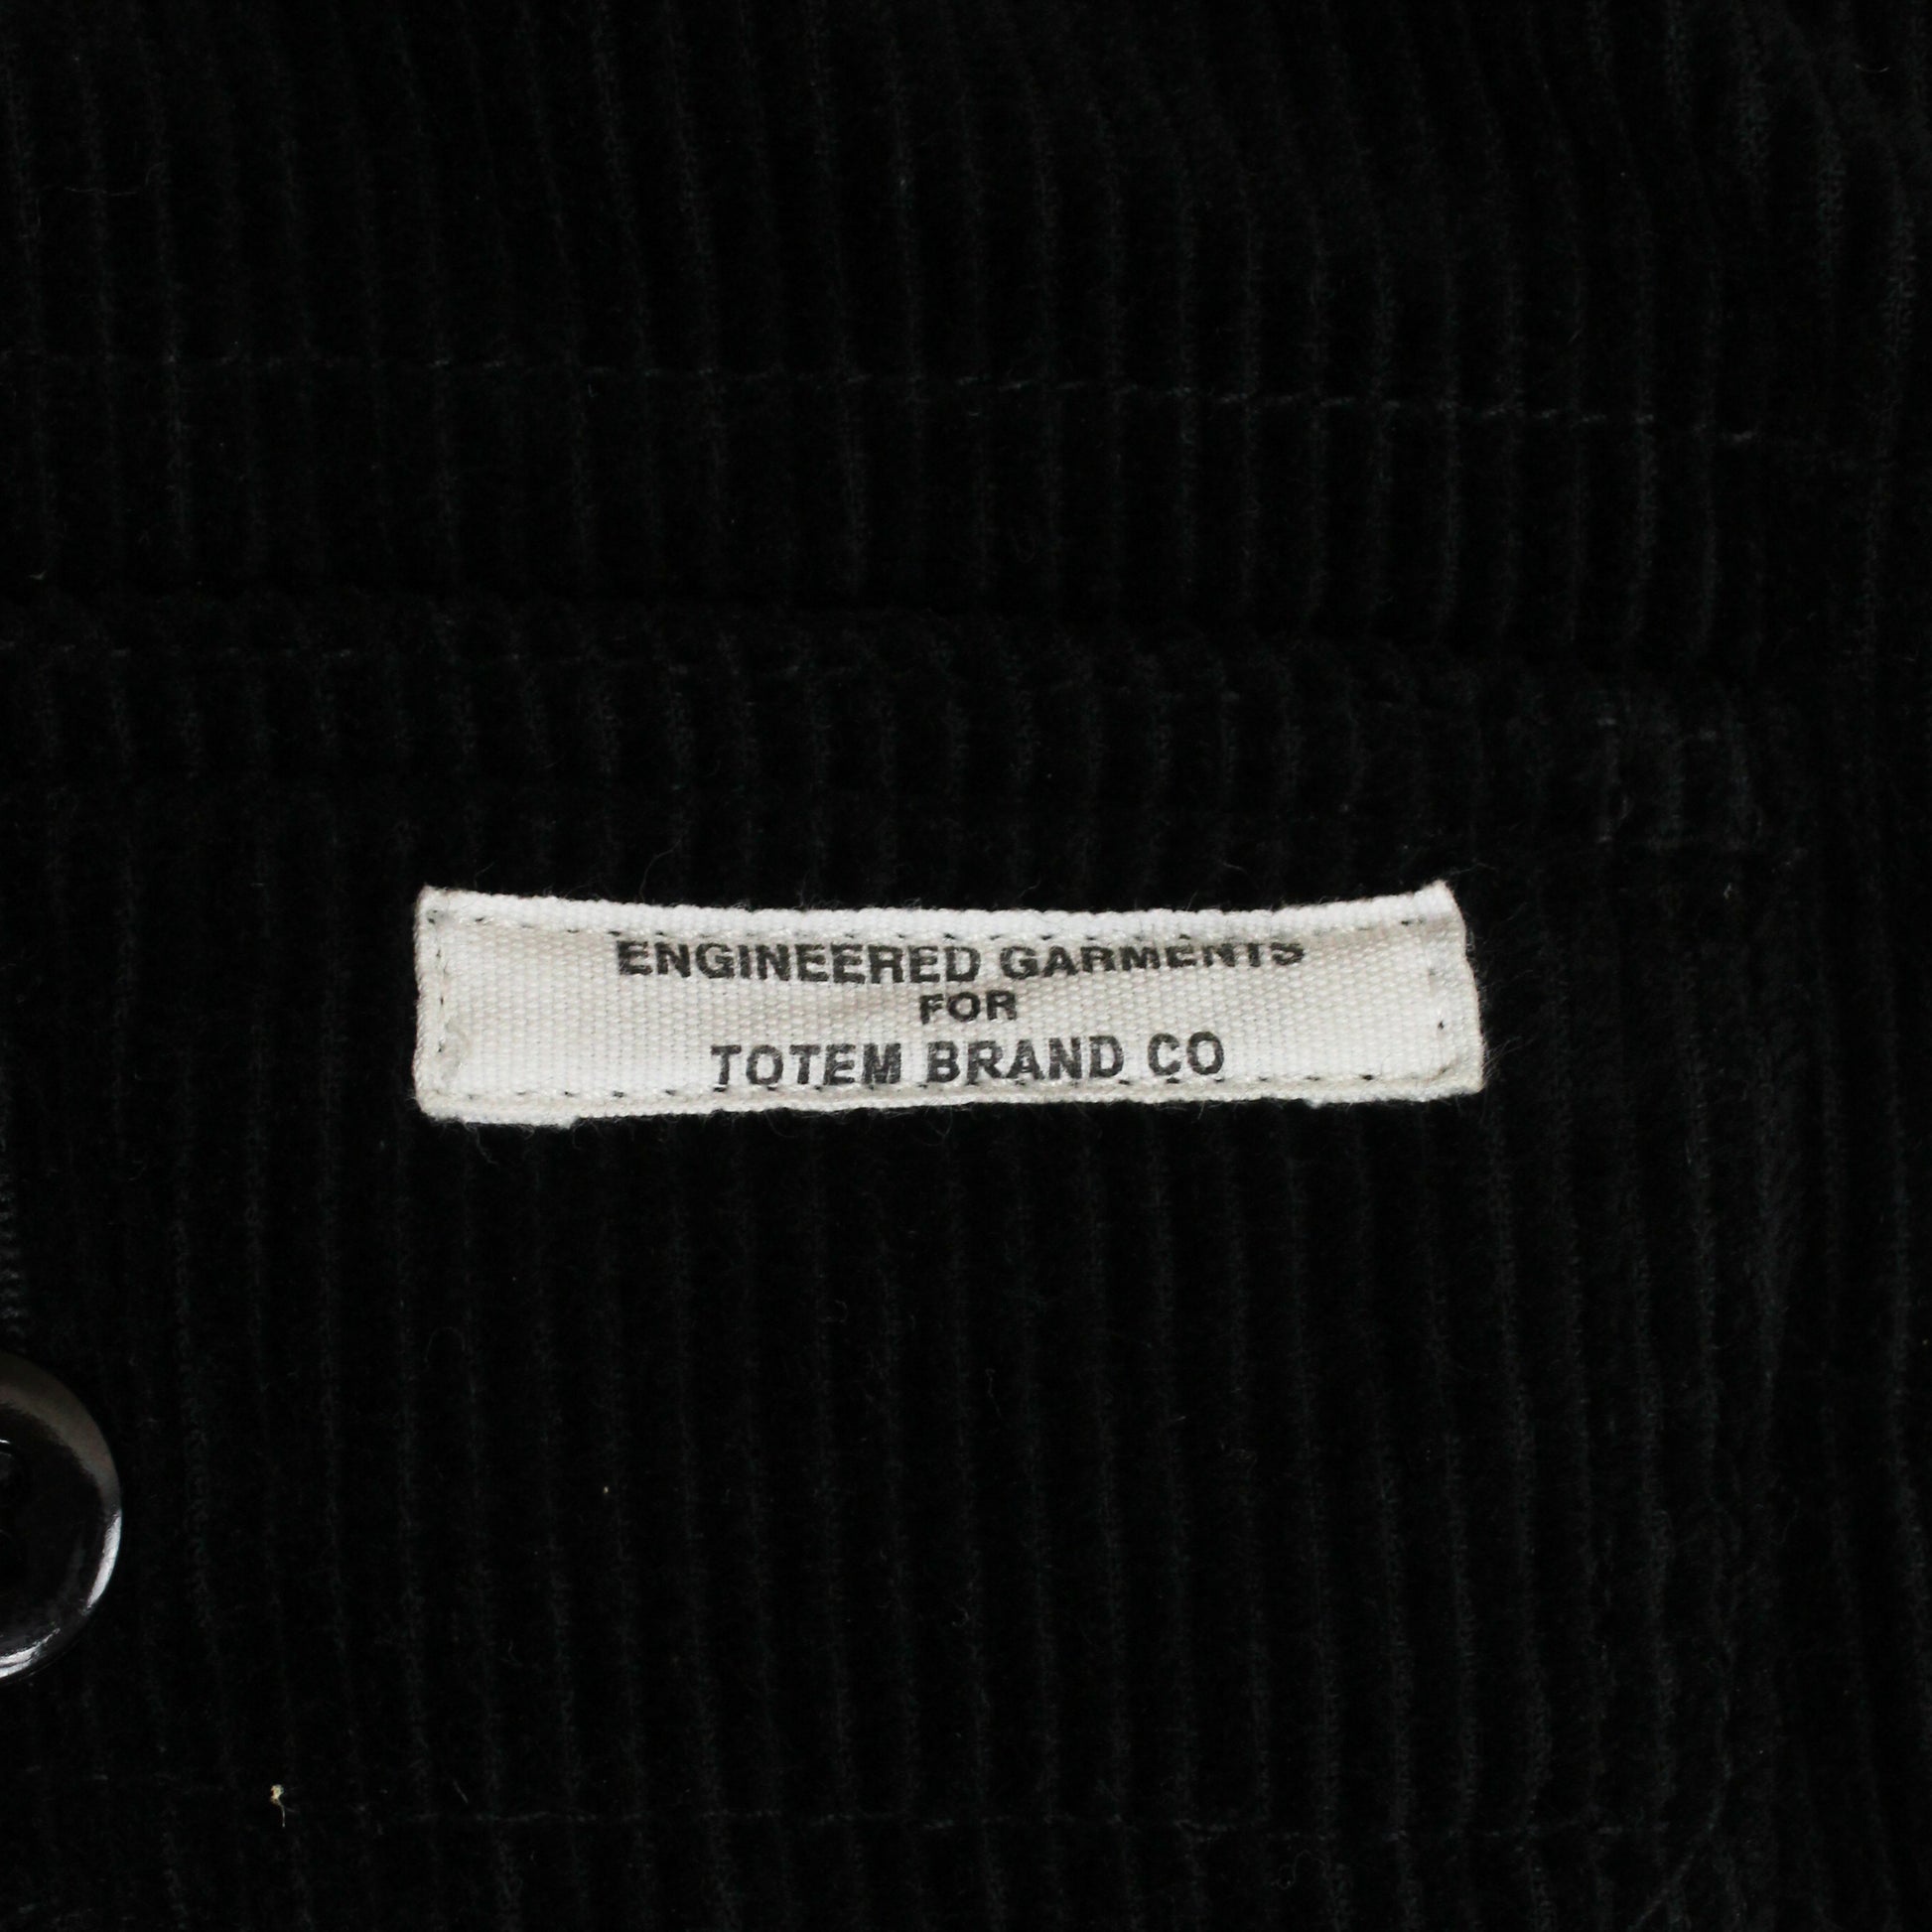 ENGINEERED GARMENTS
FOR
TOTEM BRAND CO